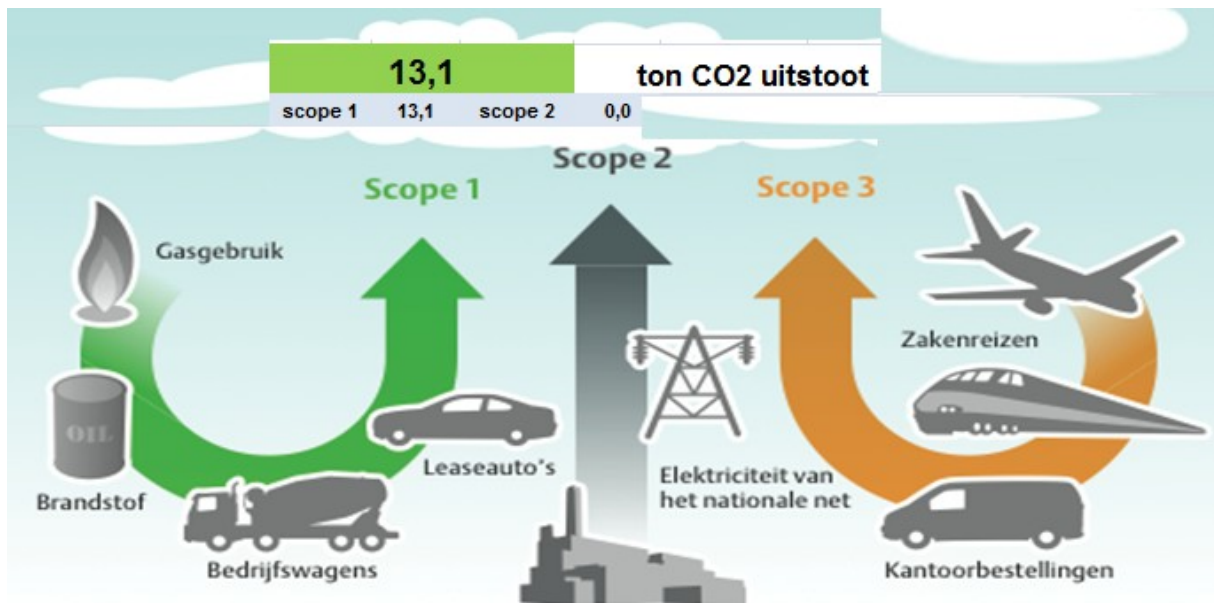 13,1 ton CO2 uitstoot
scope 1 13,1 scope 2 0,0
Scope 1
Scope 2
Scope 3
Gasgebruik
OIL
Brandstof
Bedrijfswagens
Leaseauto's
Elektriciteit van
het nationale net
Zakenreizen
Kantoorbestellingen